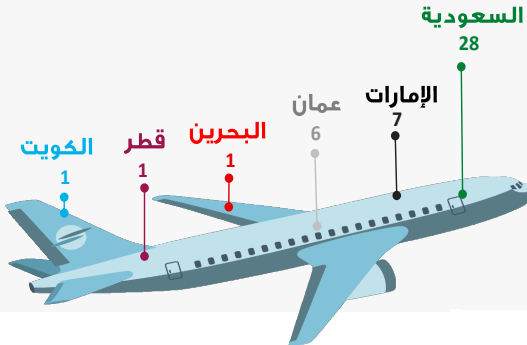 السعودية
28
الإمارات
7
عمان
6
البحرين
1
قطر
1
الكويت
1